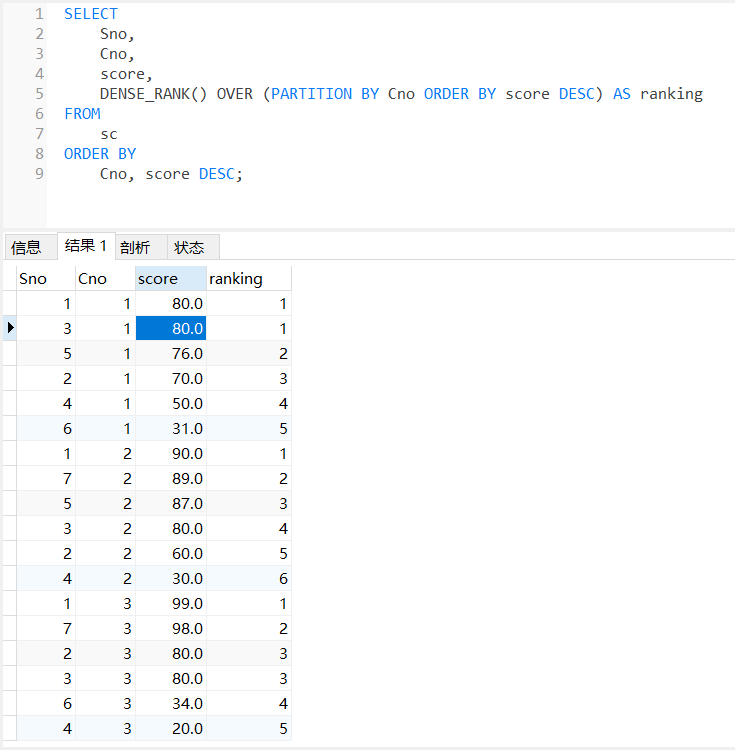 1 SELECT
2 Sno,
3 Cno,
4 score,
5 DENSE_RANK() OVER (PARTITION BY Cno ORDER BY score DESC) AS ranking
6 FROM
7 sc
8 ORDER BY
9 Cno, score DESC;
信息 结果 1 剖析 状态
Sno Cno score ranking
1 1 80.0 1
3 1 80.0 1
5 1 76.0 2
2 1 70.0 3
4 1 50.0 4
6 1 31.0 5
1 2 90.0 1
7 2 89.0 2
5 2 87.0 3
3 2 80.0 4
2 2 60.0 5
4 2 30.0 6
1 3 99.0 1
7 3 98.0 2
2 3 80.0 3
3 3 80.0 3
6 3 34.0 4
4 3 20.0 5